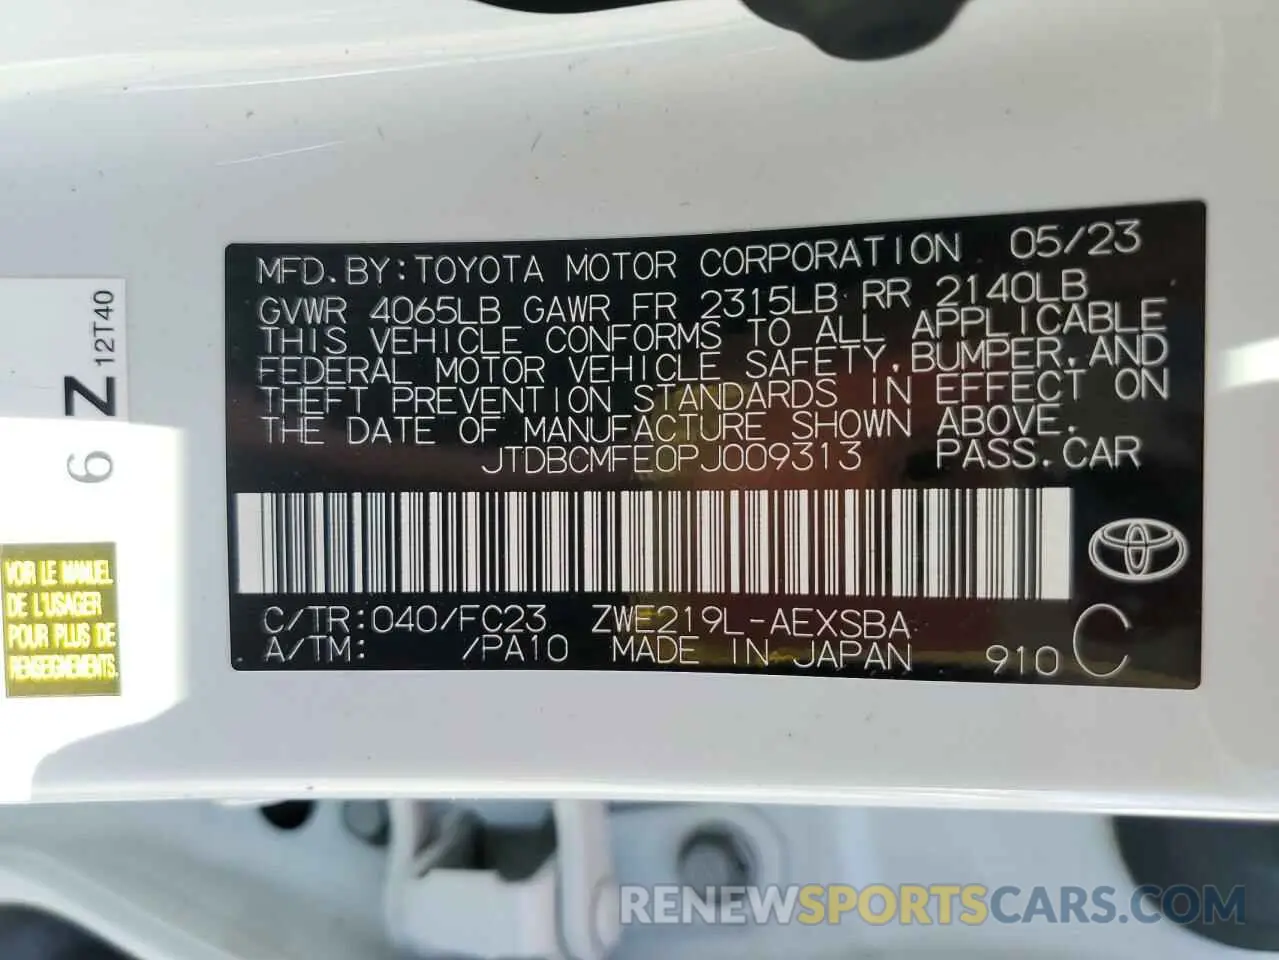 MFD.BY:TOYOTA MOTOR CORPORATION 05/23
GVWR 4065LB GAWR FR 2315LB RR 2140LB
THIS VEHICLE CONFORMS TO ALL APPLICABLE
FEDERAL MOTOR VEHICLE SAFETY, BUMPER, AND
THEFT PREVENTION STANDARDS IN EFFECT ON
THE DATE OF MANUFACTURE SHOWN ABOVE.
JTDBCMFE0PJ009313 PASS.CAR
C/TR:040/FC23 ZWE219L-AEXSBA
A/TM: /PA10 MADE IN JAPAN 910 C
6 Z 12T40
VOIR LE MANUEL
DE L'USAGER
POUR PLUS DE
RENSEIGNEMENTS.
RENEWSPORTSCARS.COM